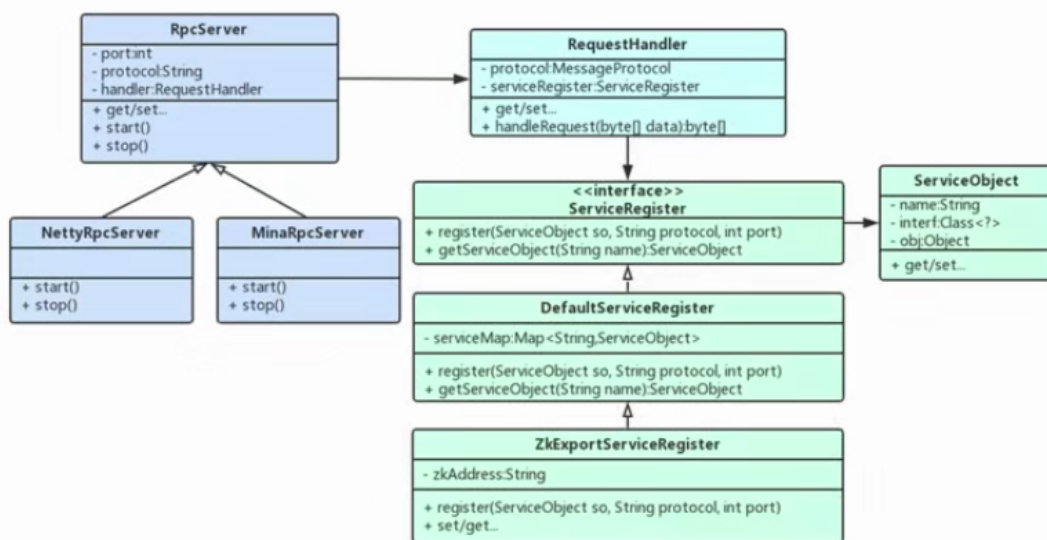 RpcServer
- port:int
- protocol:String
- handler:RequestHandler
+ get/set...
+ start()
+ stop()
RequestHandler
- protocol:MessageProtocol
- serviceRegister:ServiceRegister
+ get/set...
+ handleRequest(byte[] data):byte[]
<<interface>>
ServiceRegister
+ register(ServiceObject so, String protocol, int port)
+ getServiceObject(String name):ServiceObject
ServiceObject
- name:String
- interf:Class<?>
- obj:Object
+ get/set...
NettyRpcServer
+ start()
+ stop()
MinaRpcServer
+ start()
+ stop()
DefaultServiceRegister
- serviceMap:Map<String,ServiceObject>
+ register(ServiceObject so, String protocol, int port)
+ getServiceObject(String name):ServiceObject
ZkExportServiceRegister
- zkAddress:String
+ register(ServiceObject so, String protocol, int port)
+ set/get...